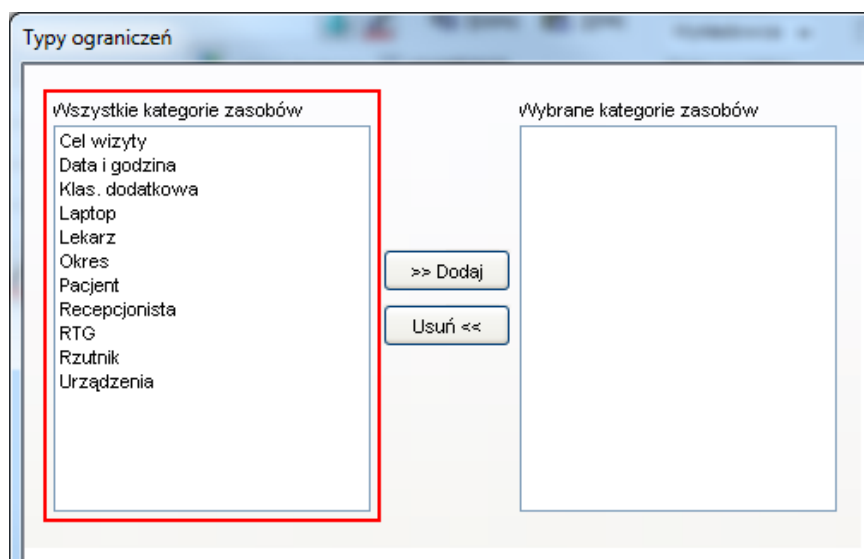 Typy ograniczeń
Wszystkie kategorie zasobów
Cel wizyty
Data i godzina
Klas. dodatkowa
Laptop
Lekarz
Okres
Pacjent
Recepcjonista
RTG
Rzutnik
Urządzenia
>> Dodaj
Usuń <<
Wybrane kategorie zasobów